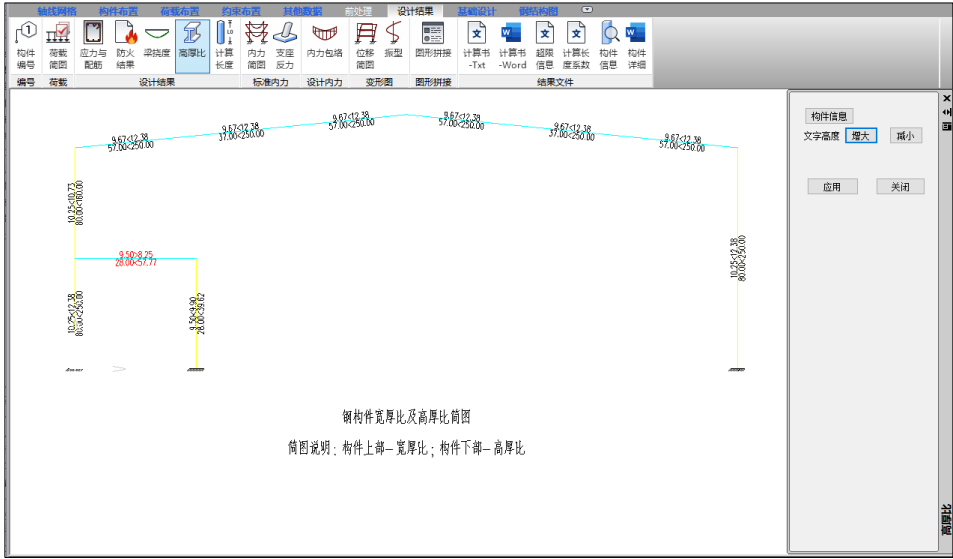 轴线网格 构件布置 荷载布置 约束布置 其他数据 前处理 设计结果 基础设计 钢结构图
构件编号 荷载简图 应力与配筋 防火结果 梁挠度 高厚比 计算长度 内力简图 支座反力 内力包络 位移简图 振型 图形拼接 计算书-Txt 计算书-Word 超限信息 计算长度系数 构件信息 构件详细
编号 荷载 设计结果 标准内力 设计内力 变形图 图形拼接 结果文件
构件信息
文字高度 增大 减小
应用 关闭
高厚比
9.67<12.38
57.00<250.00
9.67<12.38
37.00<250.00
9.67<12.38
57.00<250.00
9.67<12.38
57.00<250.00
9.67<12.38
37.00<250.00
9.67<12.38
57.00<250.00
10.25<10.73
80.00<160.00
9.50>8.25
28.00<57.77
10.25<12.38
80.00<250.00
9.50<9.90
28.00<39.62
10.25<12.38
80.00<250.00
钢构件宽厚比及高厚比简图
简图说明：构件上部—宽厚比；构件下部—高厚比